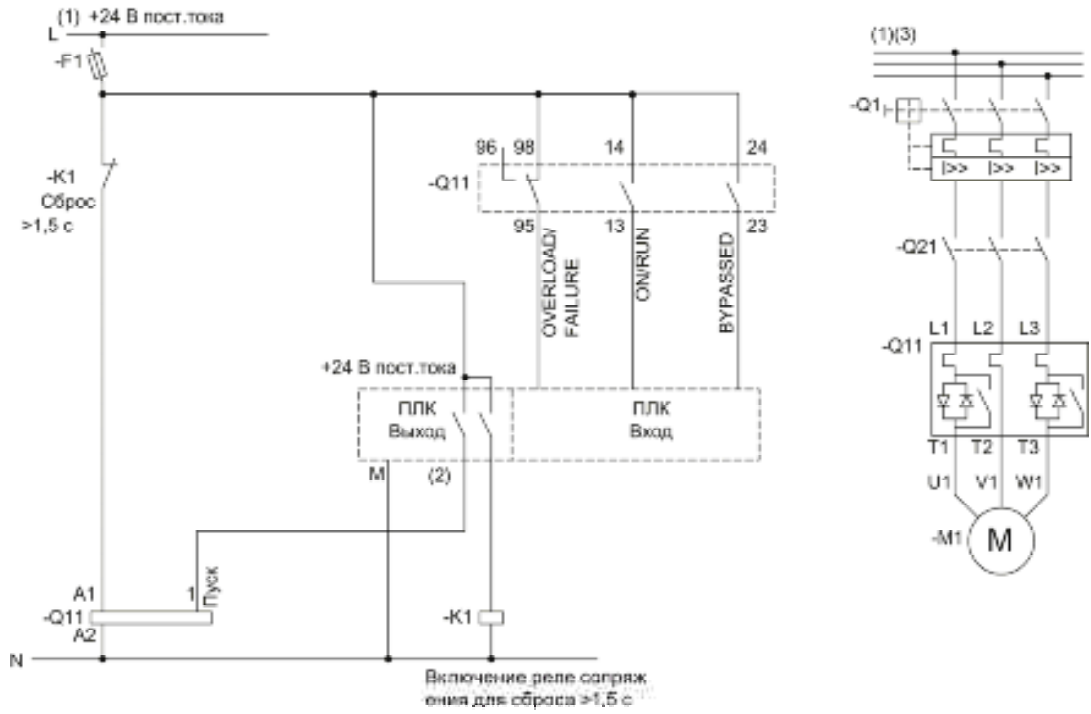 (1) +24 В пост.тока
L
-F1
-K1
Сброс
>1,5 с
96 98 14 24
-Q11
95 13 23
OVERLOAD/
FAILURE
ON/RUN
BYPASSED
+24 В пост.тока
ПЛК
Выход
ПЛК
Вход
M (2)
A1 1
Пуск
-Q11
A2
-K1
N
Включение реле сопряж
ения для сброса >1,5 с
(1)(3)
-Q1
I>> I>> I>>
-Q21
L1 L2 L3
-Q11
T1 T2 T3
U1 V1 W1
-M1
M